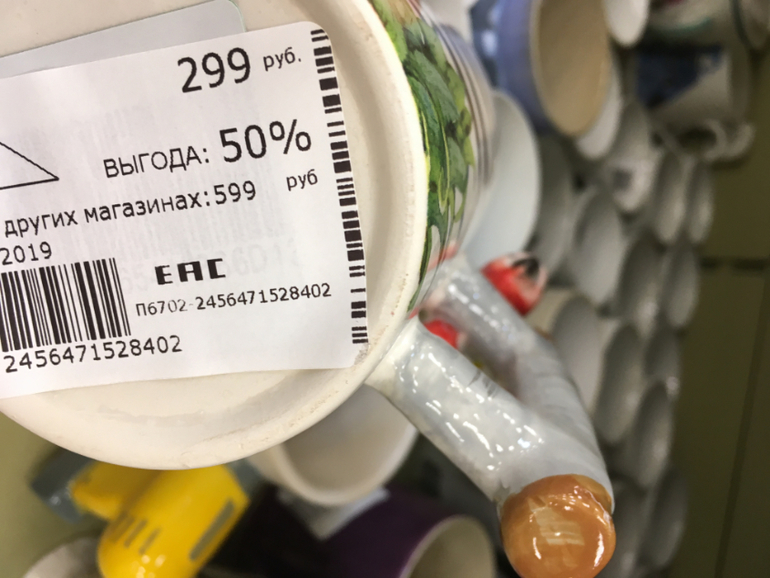 299 руб.
ВЫГОДА: 50%
других магазинах:599 руб
2019
EAC
П6702-2456471528402
2456471528402